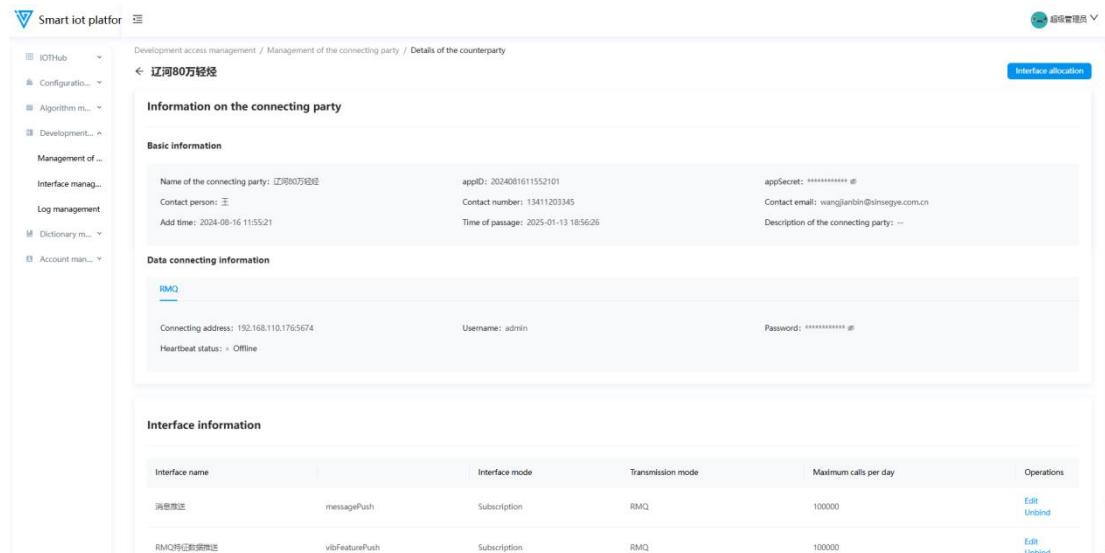 Smart iot platfor
超级管理员
IOTHub
Configuratio...
Algorithm m...
Development...
Management of ...
Interface manag...
Log management
Dictionary m...
Account man...
Development access management / Management of the connecting party / Details of the counterparty
辽河80万轻烃
Interface allocation
Information on the connecting party
Basic information
Name of the connecting party: 辽河80万轻烃 appID: 2024081611552101 appSecret: ************
Contact person: 王 Contact number: 13411203345 Contact email: wangjianbin@sinsegye.com.cn
Add time: 2024-08-16 11:55:21 Time of passage: 2025-01-13 18:56:26 Description of the connecting party: --
Data connecting information
RMQ
Connecting address: 192.168.110.176:5674 Username: admin Password: ************
Heartbeat status: Offline
Interface information
Interface name Interface mode Transmission mode Maximum calls per day Operations
消息推送 messagePush Subscription RMQ 100000 Edit
Unbind
RMQ特征数据推送 vibFeaturePush Subscription RMQ 100000 Edit
Unbind